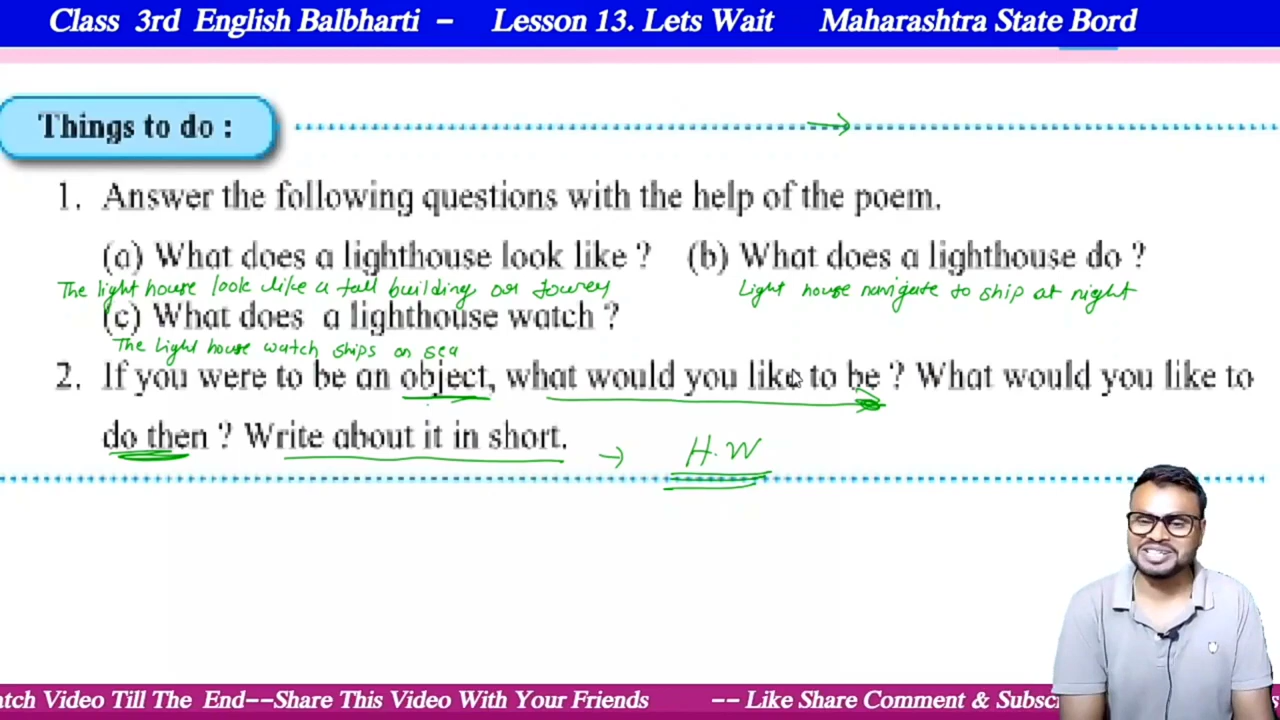 Class 3rd English Balbharti - Lesson 13. Lets Wait Maharashtra State Bord
Things to do :
1. Answer the following questions with the help of the poem.
(a) What does a lighthouse look like ? (b) What does a lighthouse do ?
The light house look like a tall building or Tower Light house navigate to ship at night
(c) What does a lighthouse watch ?
The Light house watch ships on sea
2. If you were to be an object, what would you like to be ? What would you like to
do then ? Write about it in short. H.W
Video Till The End--Share This Video With Your Friends -- Like Share Comment &